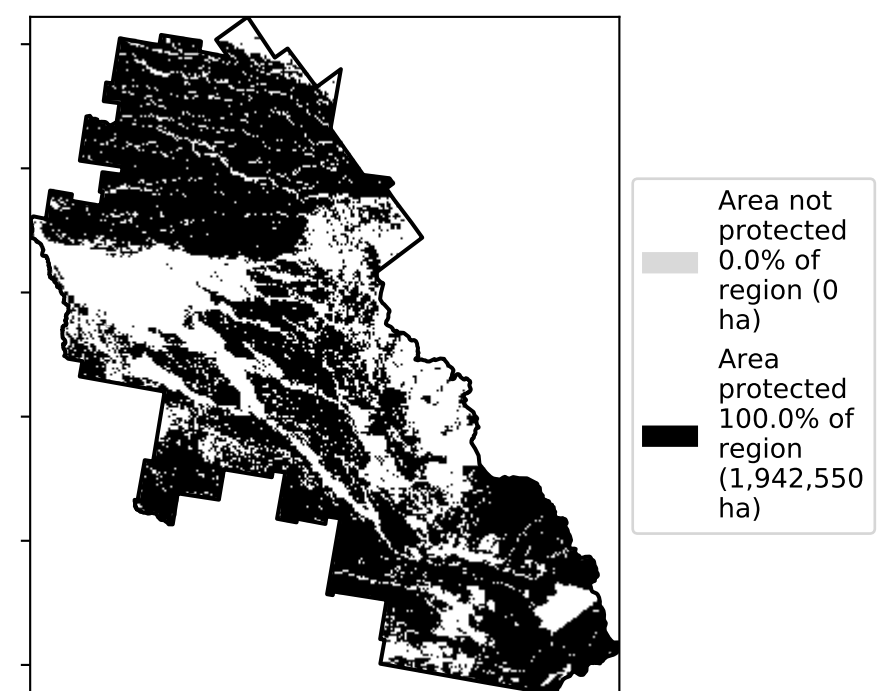 Area not
protected
0.0% of
region (0
ha)
Area
protected
100.0% of
region
(1,942,550
ha)